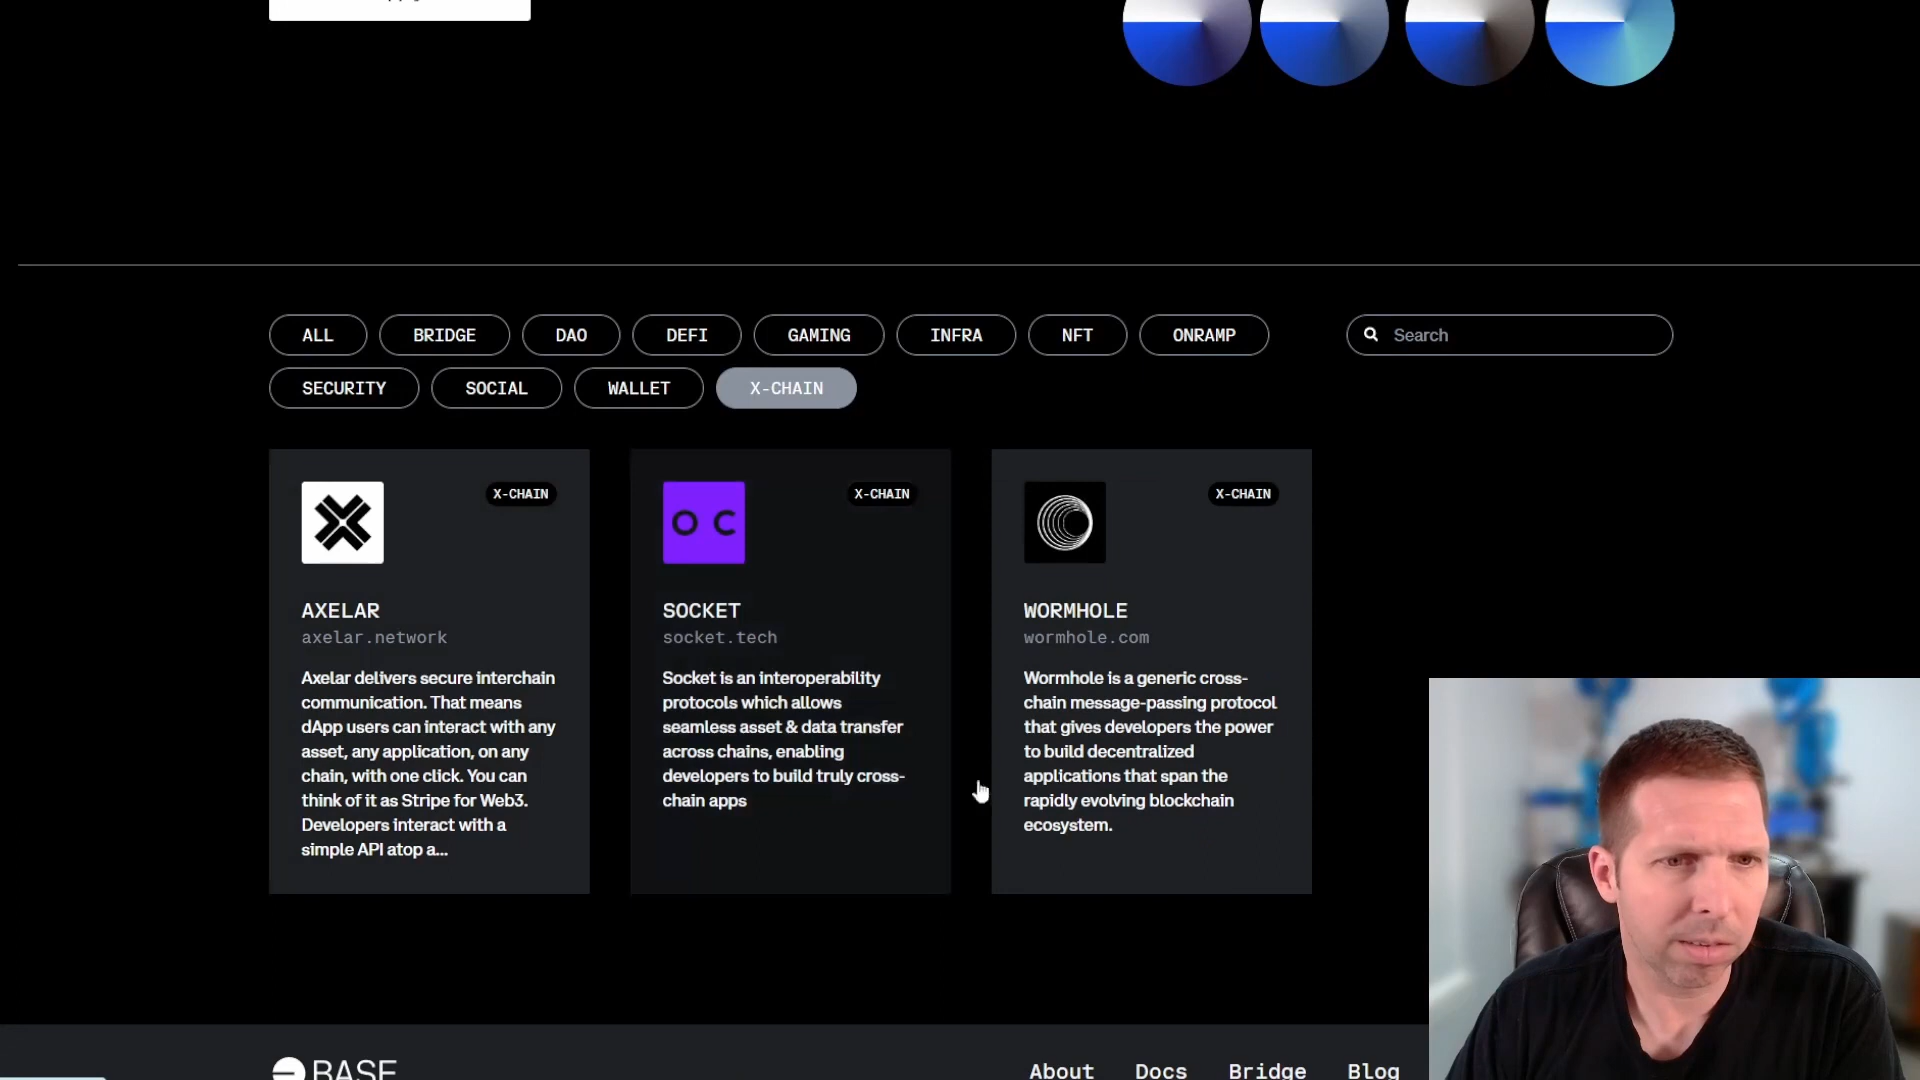 ALL
BRIDGE
DAO
DEFI
GAMING
INFRA
NFT
ONRAMP
Search
SECURITY
SOCIAL
WALLET
X-CHAIN
X-CHAIN
AXELAR
axelar.network
Axelar delivers secure interchain
communication. That means
dApp users can interact with any
asset, any application, on any
chain, with one click. You can
think of it as Stripe for Web3.
Developers interact with a
simple API atop a...
O C
X-CHAIN
SOCKET
socket.tech
Socket is an interoperability
protocols which allows
seamless asset & data transfer
across chains, enabling
developers to build truly cross-
chain apps
X-CHAIN
WORMHOLE
wormhole.com
Wormhole is a generic cross-
chain message-passing protocol
that gives developers the power
to build decentralized
applications that span the
rapidly evolving blockchain
ecosystem.
BASE
About
Docs
Bridge
Blog